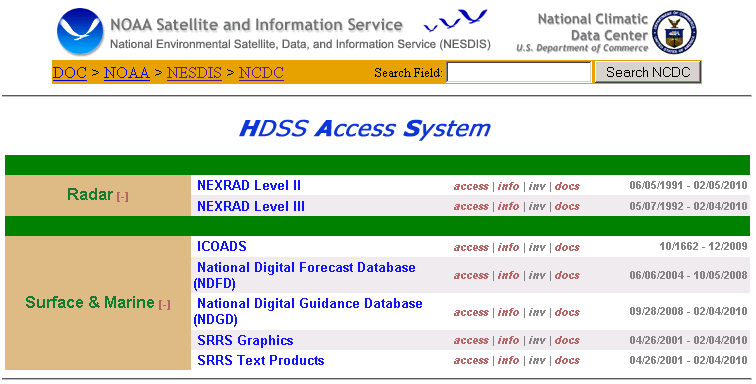 NOAA Satellite and Information Service
National Environmental Satellite, Data, and Information Service (NESDIS)
National Climatic
Data Center
U.S. Department of Commerce
DOC > NOAA > NESDIS > NCDC Search Field: Search NCDC
HDSS Access System
Radar [-]
NEXRAD Level II access | info | inv | docs 06/05/1991 - 02/05/2010
NEXRAD Level III access | info | inv | docs 05/07/1992 - 02/04/2010
Surface & Marine [-]
ICOADS access | info | inv | docs 10/1662 - 12/2009
National Digital Forecast Database
(NDFD) access | info | inv | docs 06/06/2004 - 10/05/2008
National Digital Guidance Database
(NDGD) access | info | inv | docs 09/28/2008 - 02/04/2010
SRRS Graphics access | info | inv | docs 04/26/2001 - 02/04/2010
SRRS Text Products access | info | inv | docs 04/26/2001 - 02/04/2010